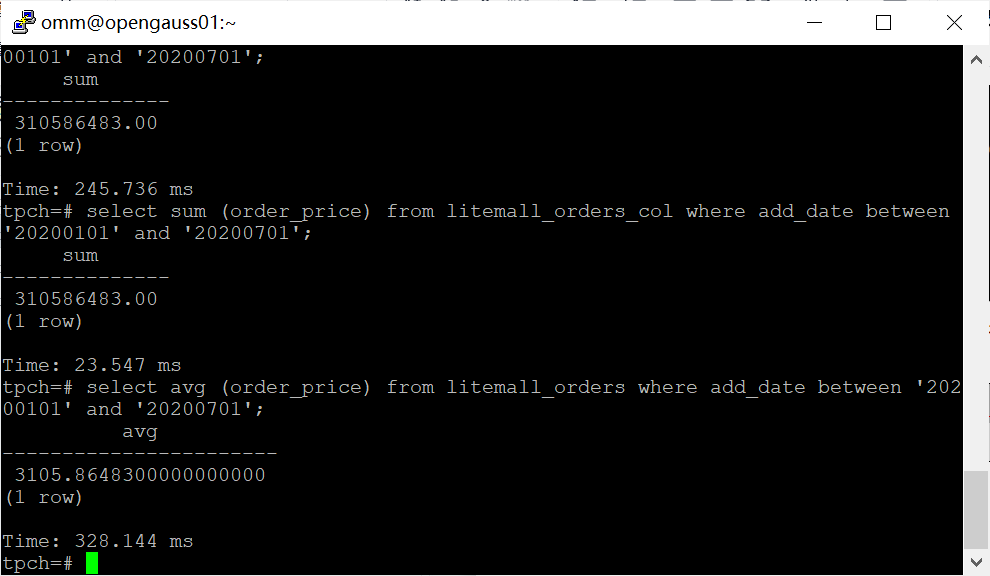 omm@opengauss01:~
00101' and '20200701';
sum
--------------
310586483.00
(1 row)
Time: 245.736 ms
tpch=# select sum (order_price) from litemall_orders_col where add_date between
'20200101' and '20200701';
sum
--------------
310586483.00
(1 row)
Time: 23.547 ms
tpch=# select avg (order_price) from litemall_orders where add_date between '202
00101' and '20200701';
avg
-----------------------
3105.8648300000000000
(1 row)
Time: 328.144 ms
tpch=#